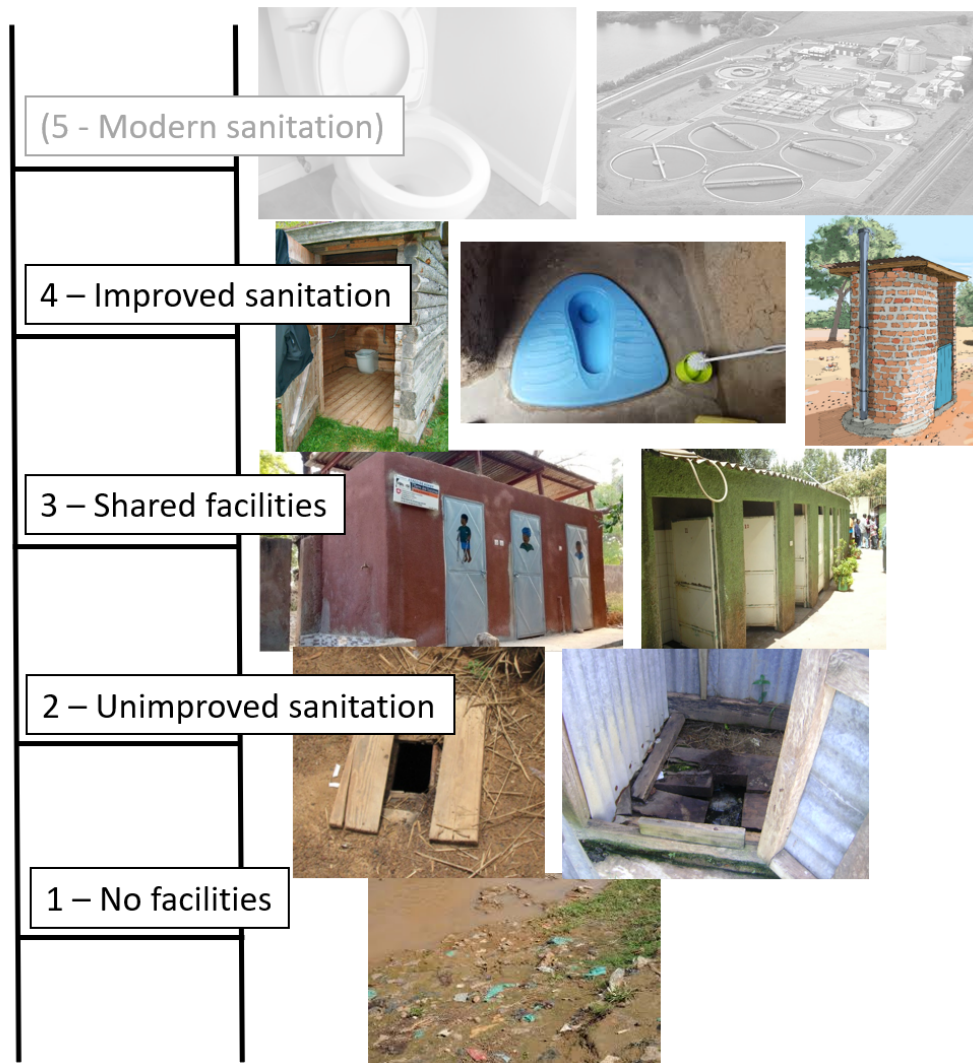 (5 - Modern sanitation)
4 – Improved sanitation
3 – Shared facilities
2 – Unimproved sanitation
1 – No facilities